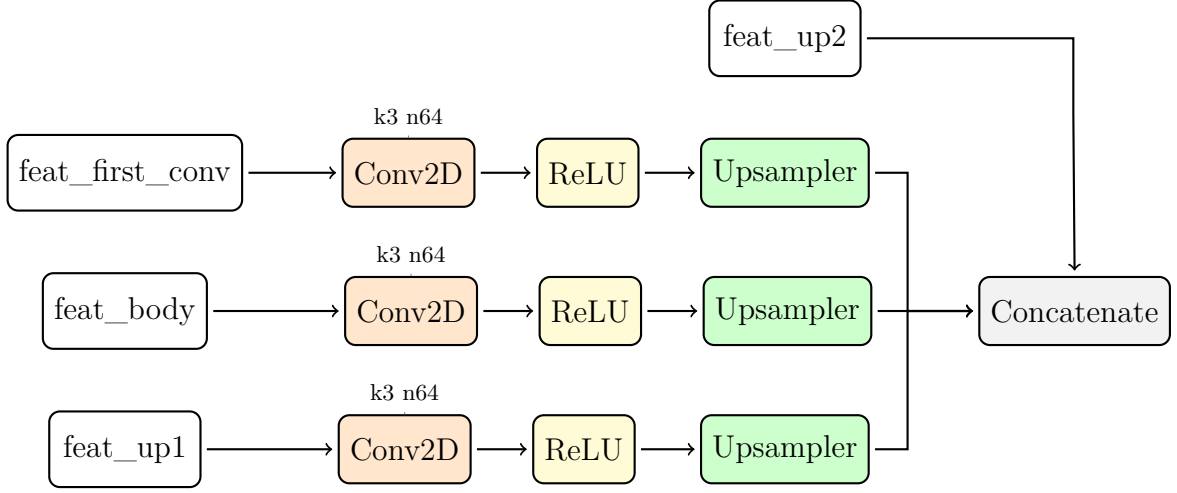 feat_up2
k3 n64
feat_first_conv Conv2D ReLU Upsampler
k3 n64
feat_body Conv2D ReLU Upsampler Concatenate
k3 n64
feat_up1 Conv2D ReLU Upsampler